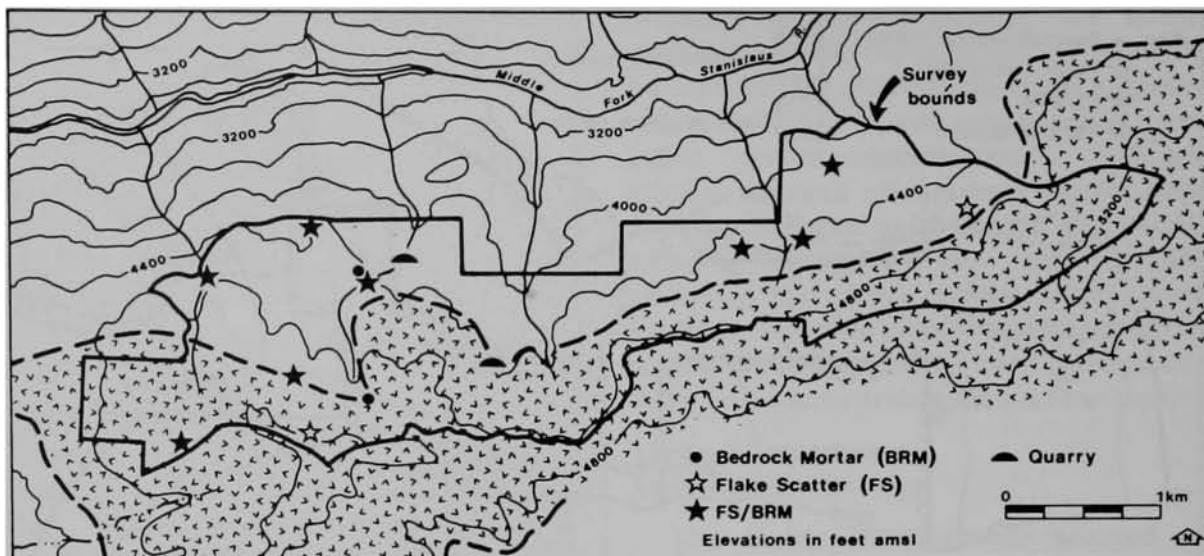 3200
Middle
Fork
Stanislaus
R.
Survey
bounds
3200
3200
4000
4400
4400
5200
4800
4800
Bedrock Mortar (BRM)
Quarry
Flake Scatter (FS)
FS/BRM
Elevations in feet amsl
0
1km
N